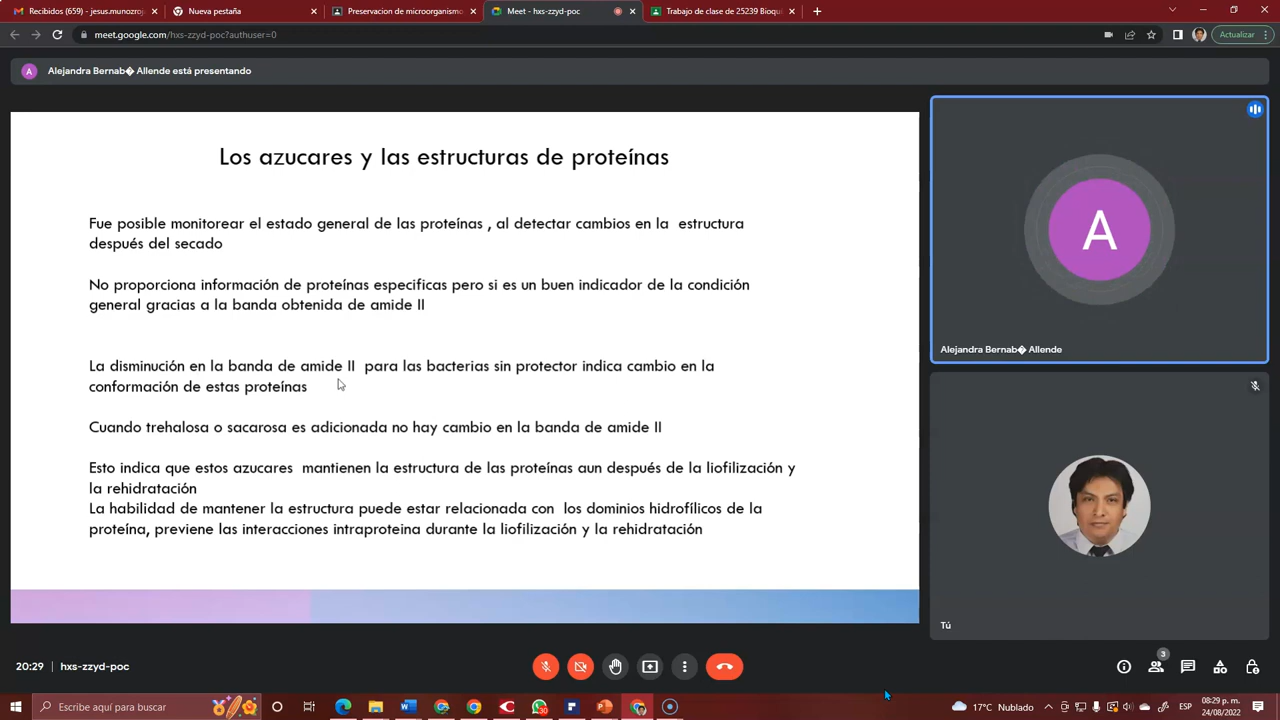 Recibidos (659) - jesus.munozroj
Nueva pestaña
Preservacion de microorganismo
Meet - hxs-zzyd-poc
Trabajo de clase de 25239 Bioqu
meet.google.com/hxs-zzyd-poc?authuser=0
Actualizar
A
Alejandra Bernab� Allende está presentando
Los azucares y las estructuras de proteínas
Fue posible monitorear el estado general de las proteínas , al detectar cambios en la estructura
después del secado
No proporciona información de proteínas especificas pero si es un buen indicador de la condición
general gracias a la banda obtenida de amide II
La disminución en la banda de amide II para las bacterias sin protector indica cambio en la
conformación de estas proteínas
Cuando trehalosa o sacarosa es adicionada no hay cambio en la banda de amide II
Esto indica que estos azucares mantienen la estructura de las proteínas aun después de la liofilización y
la rehidratación
La habilidad de mantener la estructura puede estar relacionada con los dominios hidrofílicos de la
proteína, previene las interacciones intraproteina durante la liofilización y la rehidratación
A
Alejandra Bernab� Allende
Tú
20:29 hxs-zzyd-poc
3
Escribe aquí para buscar
30
17°C Nublado
ESP
08:29 p. m.
24/08/2022